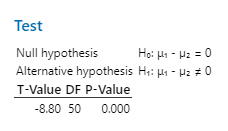 Test
Null hypothesis H₀: μ₁ - μ₂ = 0
Alternative hypothesis H₁: μ₁ - μ₂ ≠ 0
T-Value DF P-Value
-8.80 50 0.000